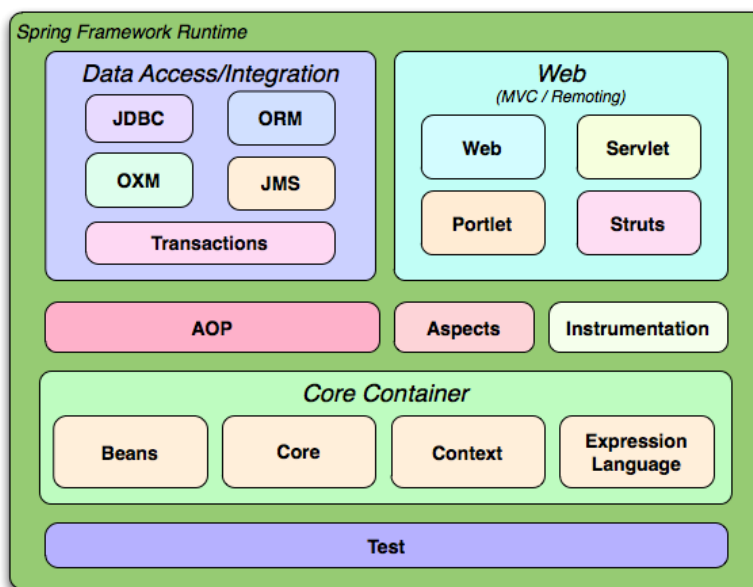 Spring Framework Runtime
Data Access/Integration
JDBC
ORM
OXM
JMS
Transactions
Web
(MVC / Remoting)
Web
Servlet
Portlet
Struts
AOP
Aspects
Instrumentation
Core Container
Beans
Core
Context
Expression
Language
Test